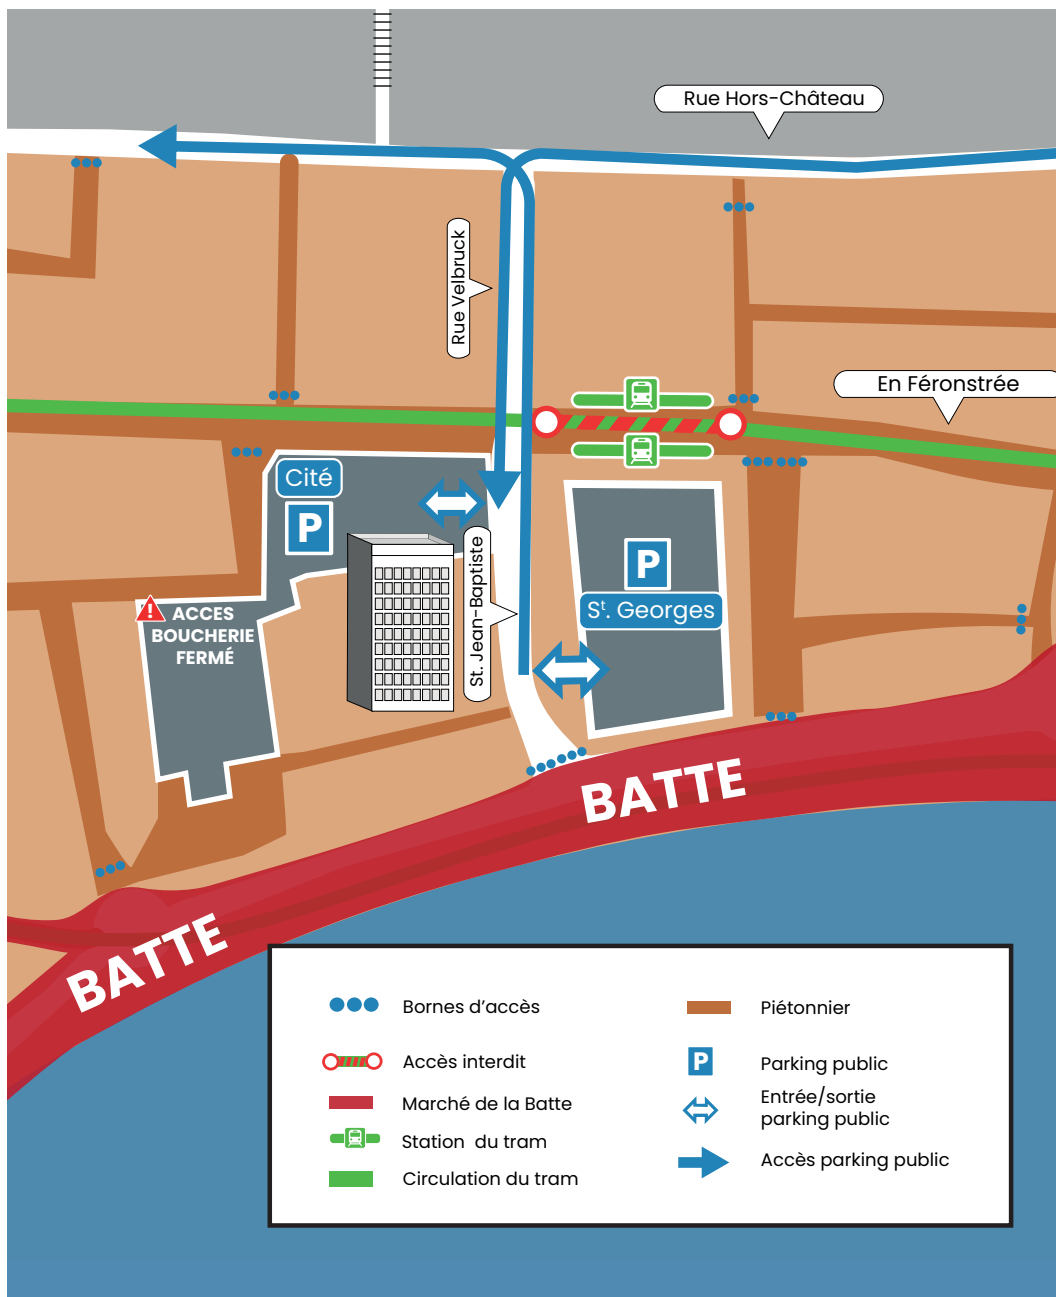 Rue Hors-Château
Rue Velbruck
En Féronstrée
Cité
P
St. Jean-Baptiste
P
St. Georges
! ACCES
BOUCHERIE
FERMÉ
BATTE
BATTE
Bornes d'accès
Accès interdit
Marché de la Batte
Station du tram
Circulation du tram
Piétonnier
P Parking public
Entrée/sortie
parking public
Accès parking public